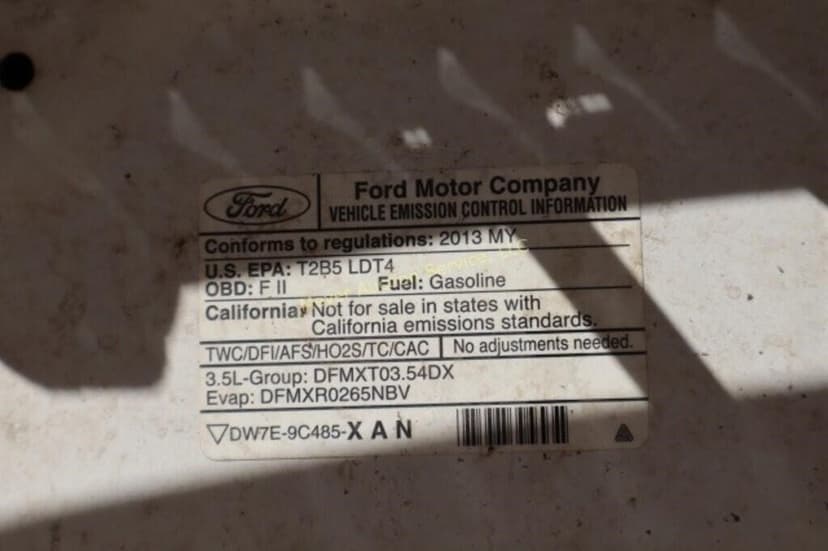 Ford
Ford Motor Company
VEHICLE EMISSION CONTROL INFORMATION
Conforms to regulations: 2013 MY
U.S. EPA: T2B5 LDT4
OBD: F II Fuel: Gasoline
California: Not for sale in states with
California emissions standards.
TWC/DFI/AFS/HO2S/TC/CAC No adjustments needed.
3.5L-Group: DFMXT03.54DX
Evap: DFMXR0265NBV
DW7E-9C485-XAN